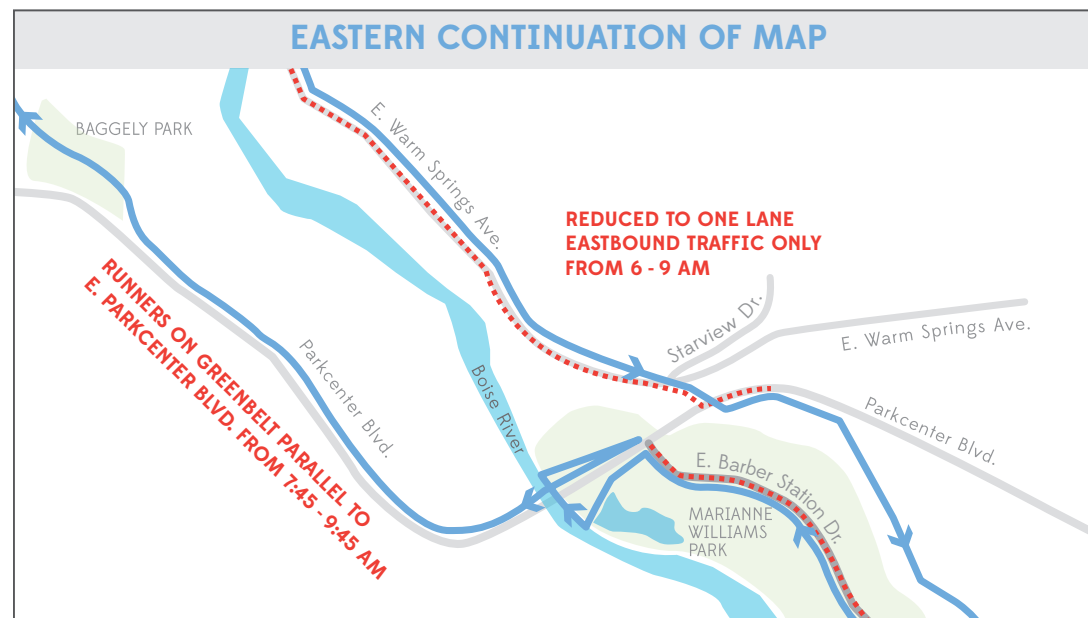 EASTERN CONTINUATION OF MAP
BAGGELY PARK
E. Warm Springs Ave.
REDUCED TO ONE LANE
EASTBOUND TRAFFIC ONLY
FROM 6 - 9 AM
Starview Dr.
E. Warm Springs Ave.
RUNNERS ON GREENBELT PARALLEL TO
E. PARKCENTER BLVD. FROM 7:45 - 9:45 AM
Parkcenter Blvd.
Boise River
Parkcenter Blvd.
E. Barber Station Dr.
MARIANNE
WILLIAMS
PARK